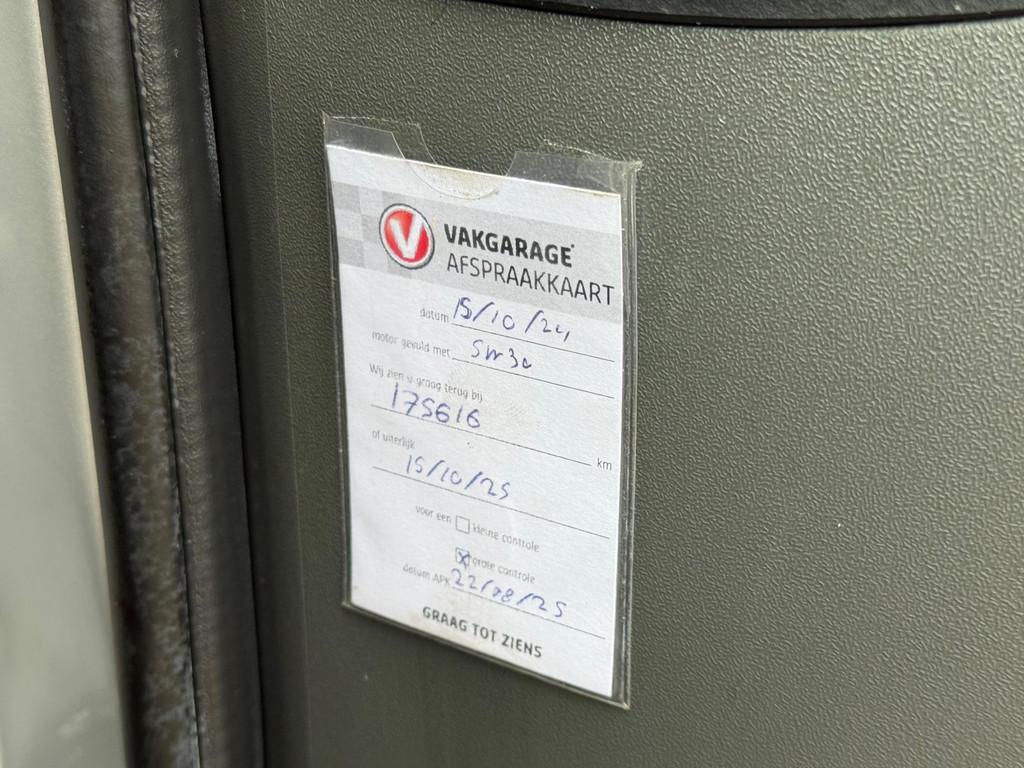 V VAKGARAGE
AFSPRAAKKAART
datum 15/10/24
motor gevuld met 5w30
Wij zien u graag terug bij
175616 km
of uiterlijk
15/10/25
voor een kleine controle
grote controle
datum APK 22/08/25
GRAAG TOT ZIENS